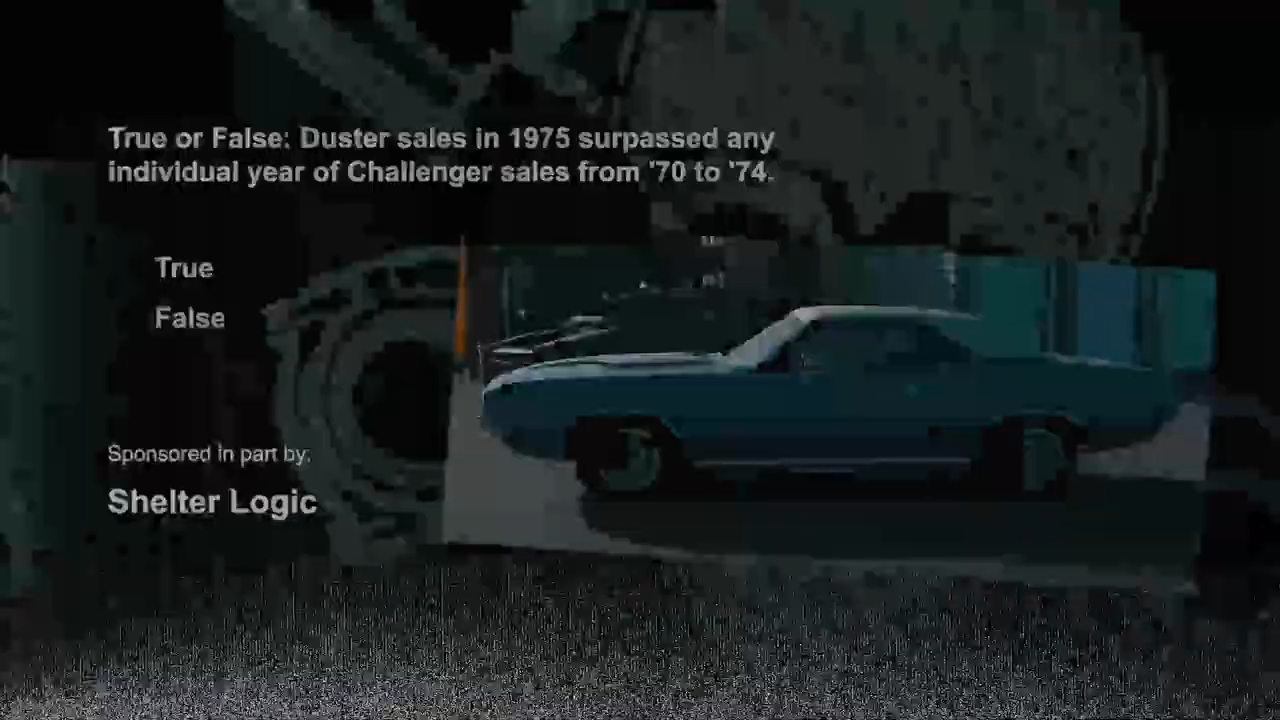 True or False: Duster sales in 1975 surpassed any
individual year of Challenger sales from '70 to '74.
True
False
Sponsored in part by:
Shelter Logic